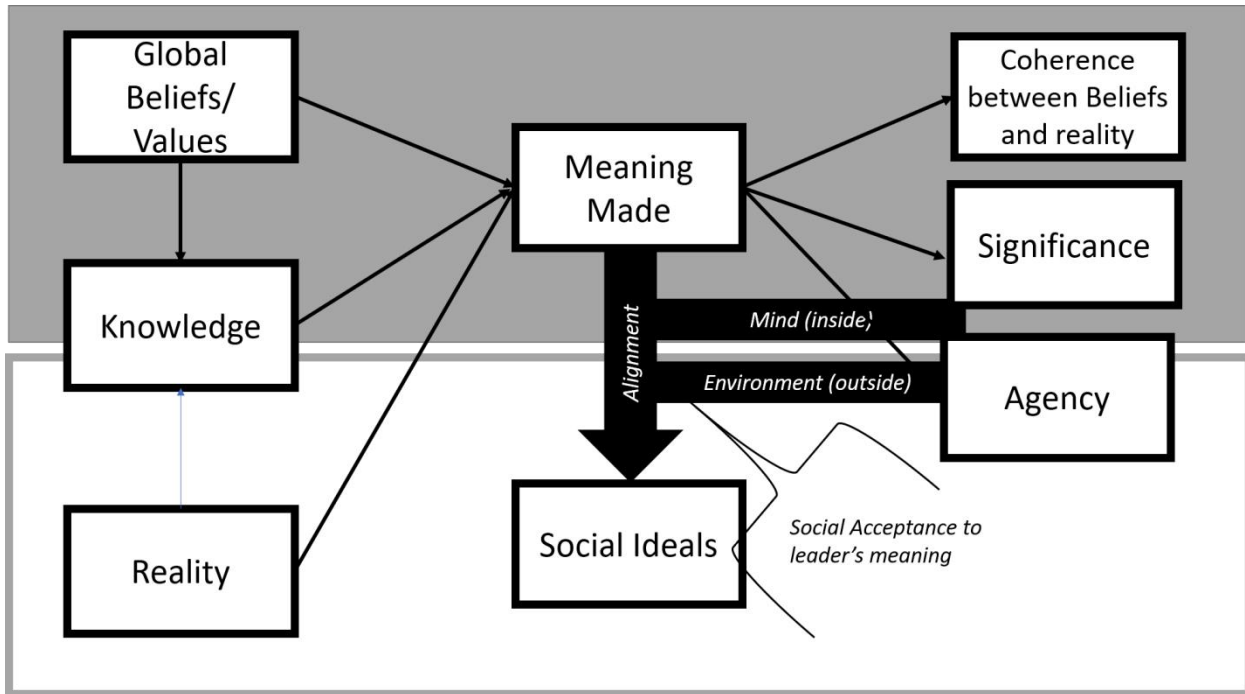 Global
Beliefs/
Values
Knowledge
Reality
Meaning
Made
Alignment
Mind (inside)
Environment (outside)
Social Ideals
Coherence
between Beliefs
and reality
Significance
Agency
Social Acceptance to
leader's meaning